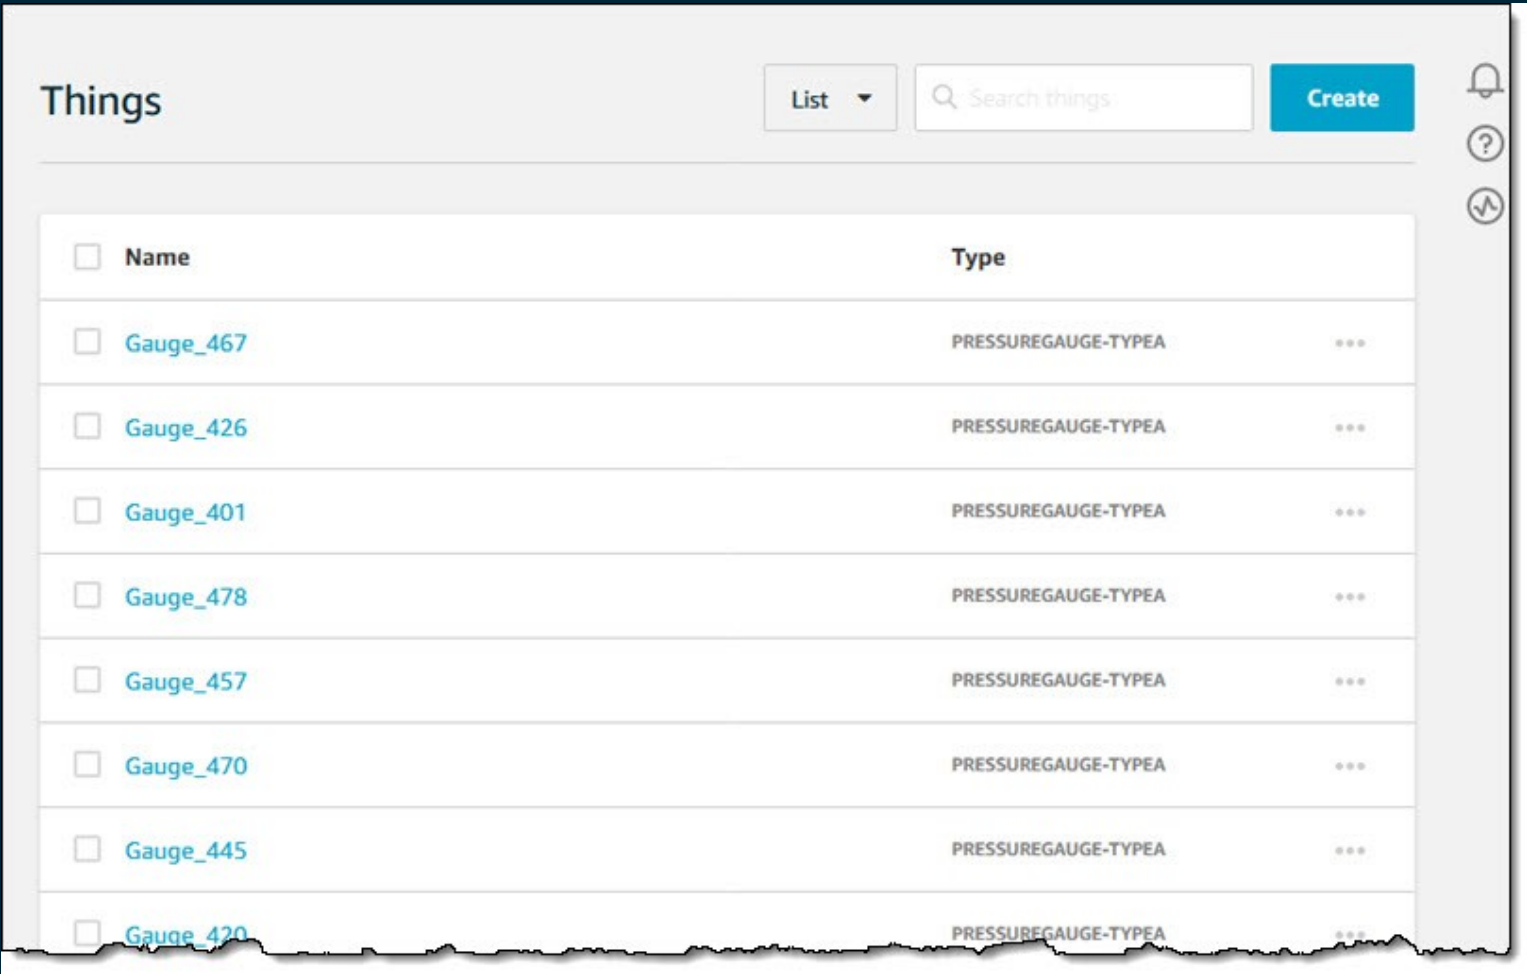 Things
List
Search things
Create
Name Type
Gauge_467 PRESSUREGAUGE-TYPEA
Gauge_426 PRESSUREGAUGE-TYPEA
Gauge_401 PRESSUREGAUGE-TYPEA
Gauge_478 PRESSUREGAUGE-TYPEA
Gauge_457 PRESSUREGAUGE-TYPEA
Gauge_470 PRESSUREGAUGE-TYPEA
Gauge_445 PRESSUREGAUGE-TYPEA
Gauge_420 PRESSUREGAUGE-TYPEA